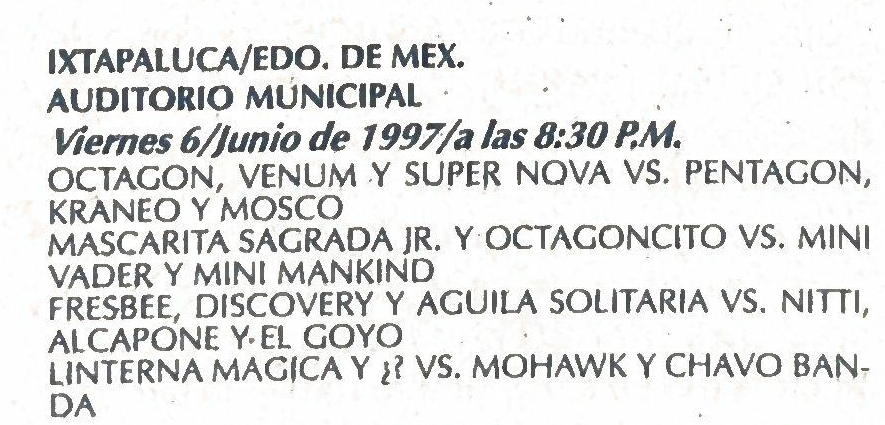 IXTAPALUCA/EDO. DE MEX.
AUDITORIO MUNICIPAL
Viernes 6/Junio de 1997/a las 8:30 P.M.
OCTAGON, VENUM Y SUPER NOVA VS. PENTAGON,
KRANEO Y MOSCO
MASCARITA SAGRADA JR. Y OCTAGONCITO VS. MINI
VADER Y MINI MANKIND
FRESBEE, DISCOVERY Y AGUILA SOLITARIA VS. NITTI,
ALCAPONE Y EL GOYO
LINTERNA MAGICA Y ¿? VS. MOHAWK Y CHAVO BAN-
DA